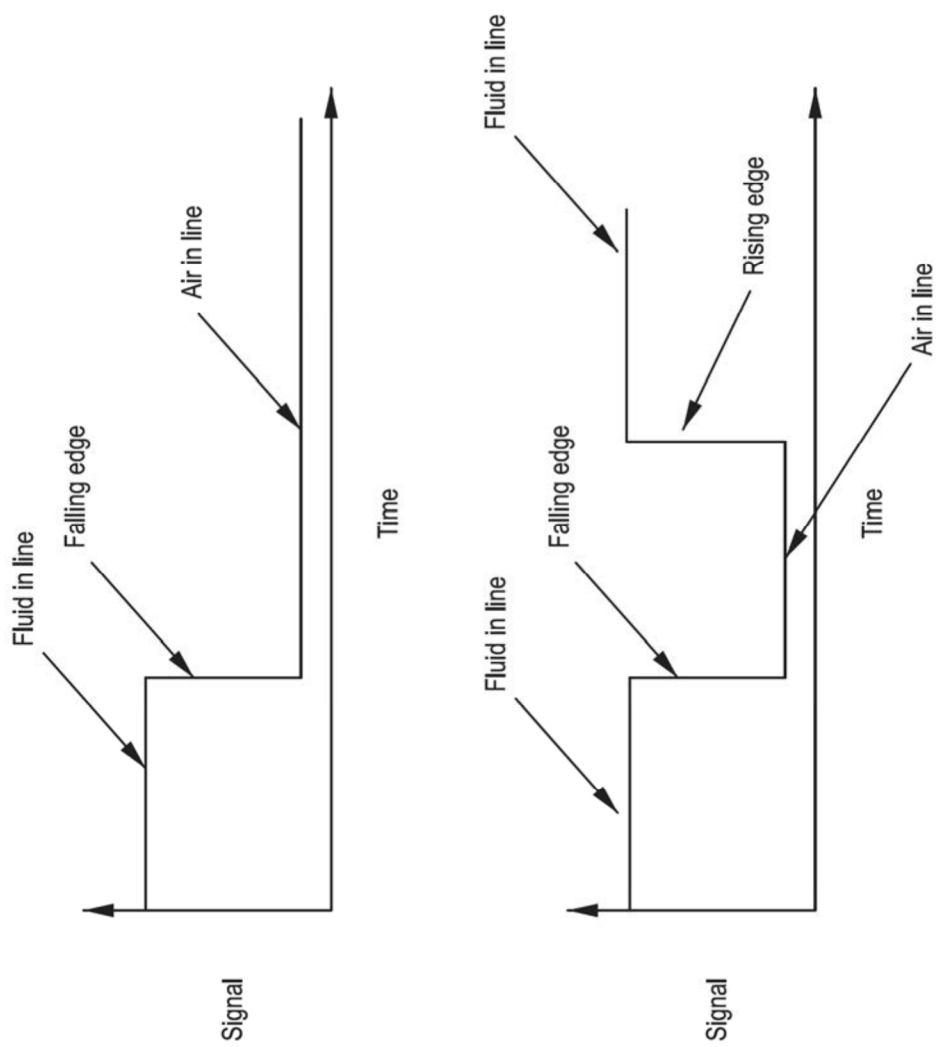 Fluid in line
Falling edge
Air in line
Signal
Time
Fluid in line
Fluid in line
Falling edge
Rising edge
Signal
Time
Air in line